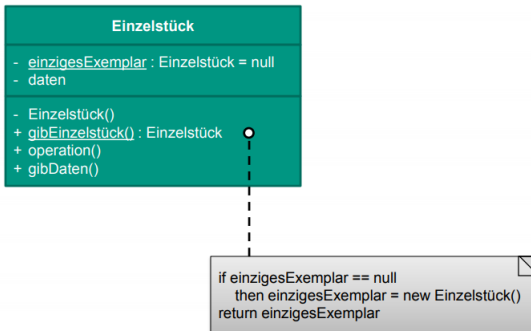 Einzelstück
- einzigesExemplar : Einzelstück = null
- daten
- Einzelstück()
+ gibEinzelstück() : Einzelstück
+ operation()
+ gibDaten()
if einzigesExemplar == null
then einzigesExemplar = new Einzelstück()
return einzigesExemplar